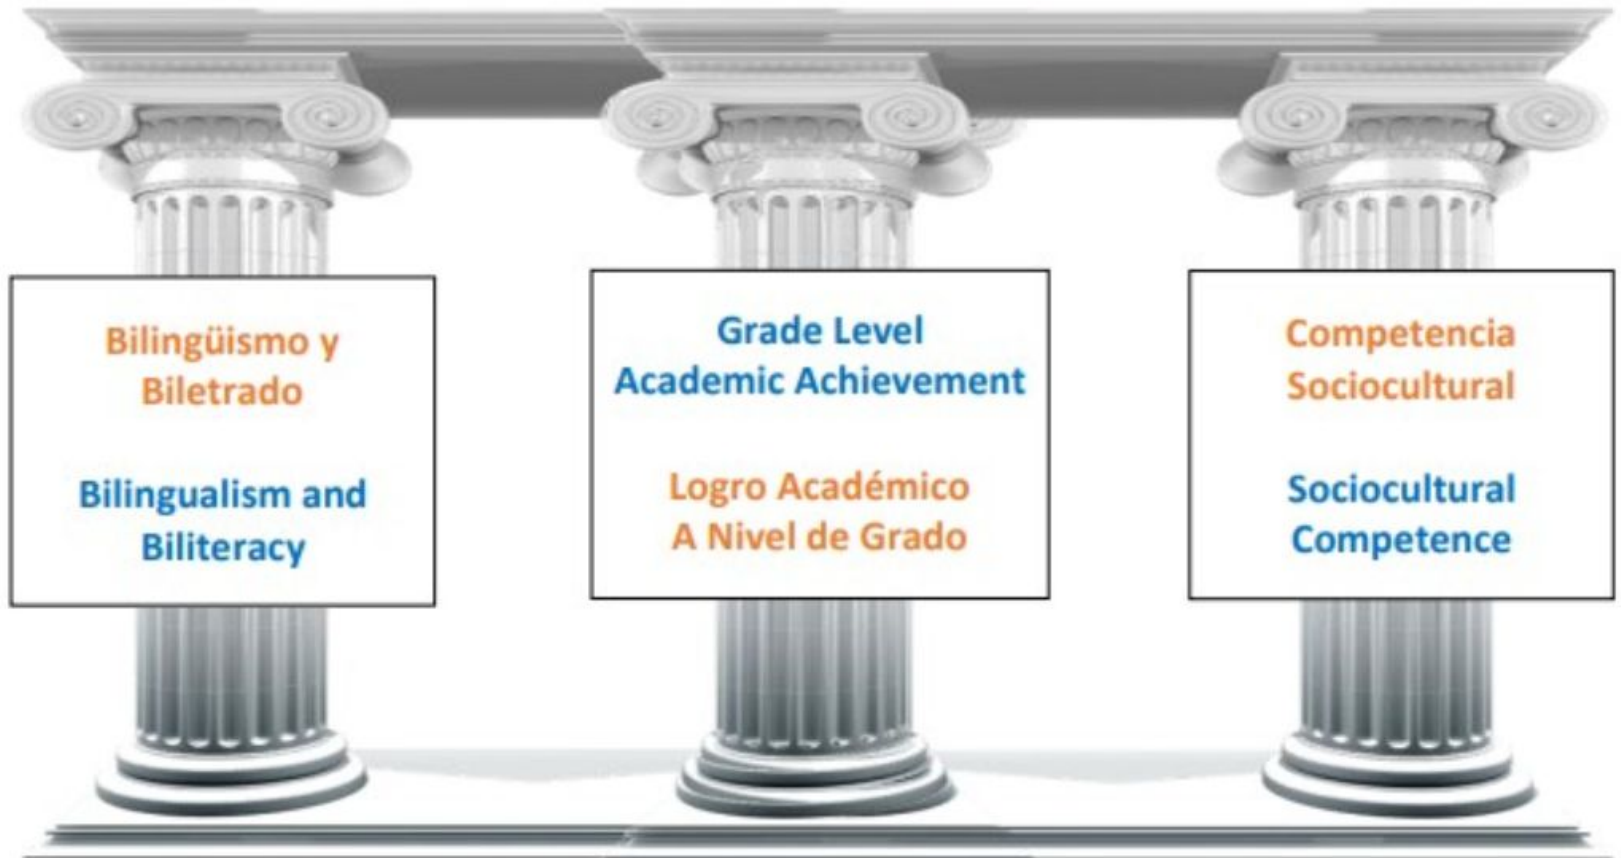 Bilingüismo y
Biletrado
Bilingualism and
Biliteracy
Grade Level
Academic Achievement
Logro Académico
A Nivel de Grado
Competencia
Sociocultural
Sociocultural
Competence